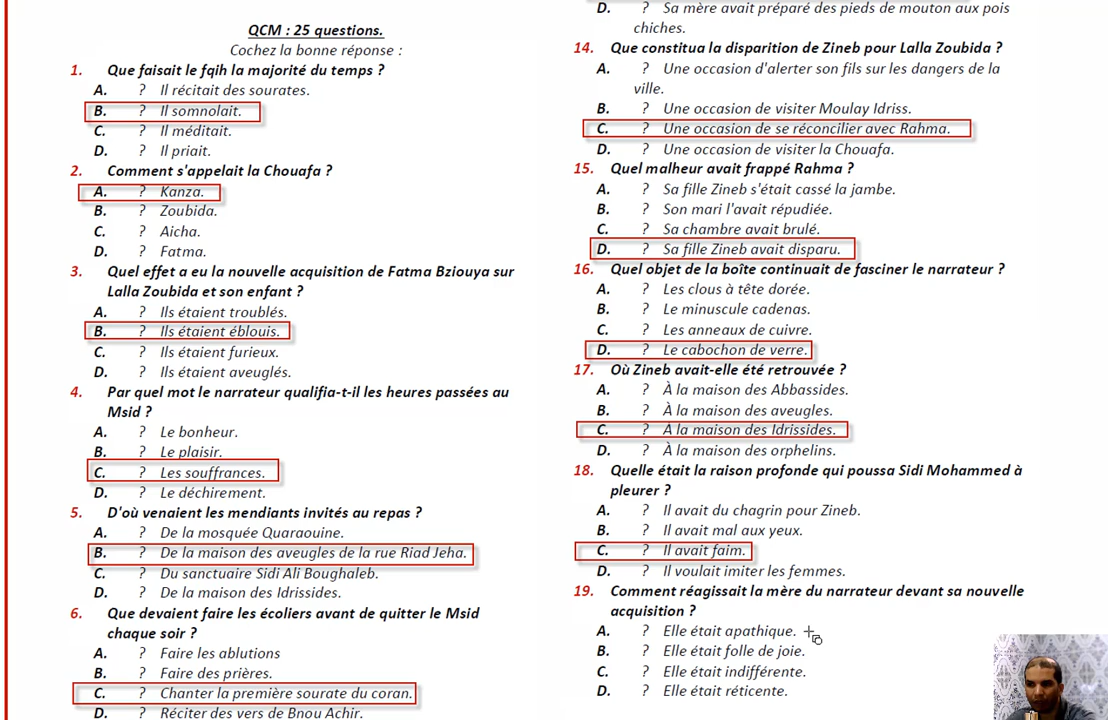 QCM : 25 questions.
Cochez la bonne réponse :
1. Que faisait le fqih la majorité du temps ?
A. ? Il récitait des sourates.
B. ? Il somnolait.
C. ? Il méditait.
D. ? Il priait.
2. Comment s'appelait la Chouafa ?
A. ? Kanza.
B. ? Zoubida.
C. ? Aicha.
D. ? Fatma.
3. Quel effet a eu la nouvelle acquisition de Fatma Bziouya sur
Lalla Zoubida et son enfant ?
A. ? Ils étaient troublés.
B. ? Ils étaient éblouis.
C. ? Ils étaient furieux.
D. ? Ils étaient aveuglés.
4. Par quel mot le narrateur qualifia-t-il les heures passées au
Msid ?
A. ? Le bonheur.
B. ? Le plaisir.
C. ? Les souffrances.
D. ? Le déchirement.
5. D'où venaient les mendiants invités au repas ?
A. ? De la mosquée Quaraouine.
B. ? De la maison des aveugles de la rue Riad Jeha.
C. ? Du sanctuaire Sidi Ali Boughaleb.
D. ? De la maison des Idrissides.
6. Que devaient faire les écoliers avant de quitter le Msid
chaque soir ?
A. ? Faire les ablutions
B. ? Faire des prières.
C. ? Chanter la première sourate du coran.
D. ? Réciter des vers de Bnou Achir.
D. ? Sa mère avait préparé des pieds de mouton aux pois
chiches.
14. Que constitua la disparition de Zineb pour Lalla Zoubida ?
A. ? Une occasion d'alerter son fils sur les dangers de la
ville.
B. ? Une occasion de visiter Moulay Idriss.
C. ? Une occasion de se réconcilier avec Rahma.
D. ? Une occasion de visiter la Chouafa.
15. Quel malheur avait frappé Rahma ?
A. ? Sa fille Zineb s'était cassé la jambe.
B. ? Son mari l'avait répudiée.
C. ? Sa chambre avait brulé.
D. ? Sa fille Zineb avait disparu.
16. Quel objet de la boîte continuait de fasciner le narrateur ?
A. ? Les clous à tête dorée.
B. ? Le minuscule cadenas.
C. ? Les anneaux de cuivre.
D. ? Le cabochon de verre.
17. Où Zineb avait-elle été retrouvée ?
A. ? À la maison des Abbassides.
B. ? À la maison des aveugles.
C. ? À la maison des Idrissides.
D. ? À la maison des orphelins.
18. Quelle était la raison profonde qui poussa Sidi Mohammed à
pleurer ?
A. ? Il avait du chagrin pour Zineb.
B. ? Il avait mal aux yeux.
C. ? Il avait faim.
D. ? Il voulait imiter les femmes.
19. Comment réagissait la mère du narrateur devant sa nouvelle
acquisition ?
A. ? Elle était apathique.
B. ? Elle était folle de joie.
C. ? Elle était indifférente.
D. ? Elle était réticente.